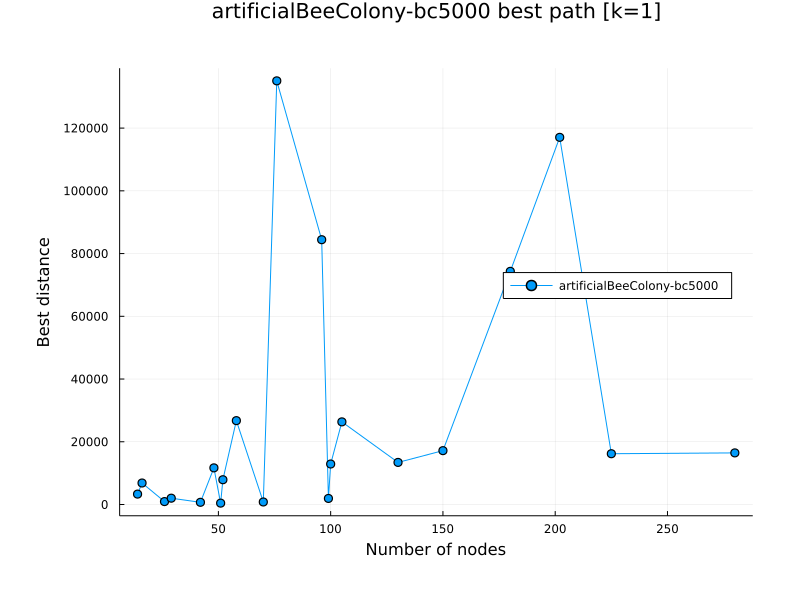 artificialBeeColony-bc5000 best path [k=1]
120000
100000
80000
60000
40000
20000
0
Best distance
artificialBeeColony-bc5000
50 100 150 200 250
Number of nodes